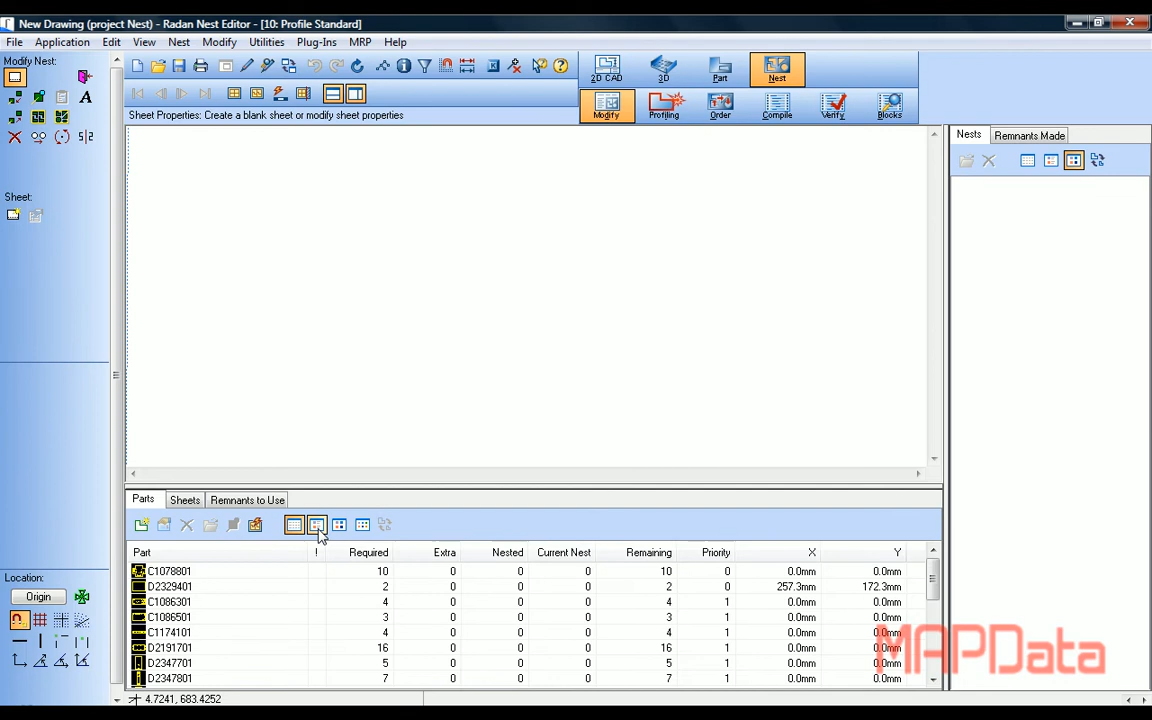 New Drawing (project Nest) - Radan Nest Editor - [10: Profile Standard]
File Application Edit View Nest Modify Utilities Plug-Ins MRP Help
Modify Nest:
2D CAD 3D Part Nest
Modify Profiling Order Compile Verify Blocks
Sheet Properties: Create a blank sheet or modify sheet properties
Nests Remnants Made
Sheet:
Parts Sheets Remnants to Use
Part ! Required Extra Nested Current Nest Remaining Priority X Y
C1078801 10 0 0 0 10 0 0.0mm 0.0mm
D2329401 2 0 0 0 2 0 257.3mm 172.3mm
C1086301 4 0 0 0 4 1 0.0mm 0.0mm
C1086501 3 0 0 0 3 1 0.0mm 0.0mm
C1174101 4 0 0 0 4 1 0.0mm 0.0mm
D2191701 16 0 0 0 16 1 0.0mm 0.0mm
D2347701 5 0 0 0 5 1 0.0mm 0.0mm
D2347801 7 0 0 0 7 1 0.0mm 0.0mm
Location:
Origin
4.7241, 683.4252
MAPData